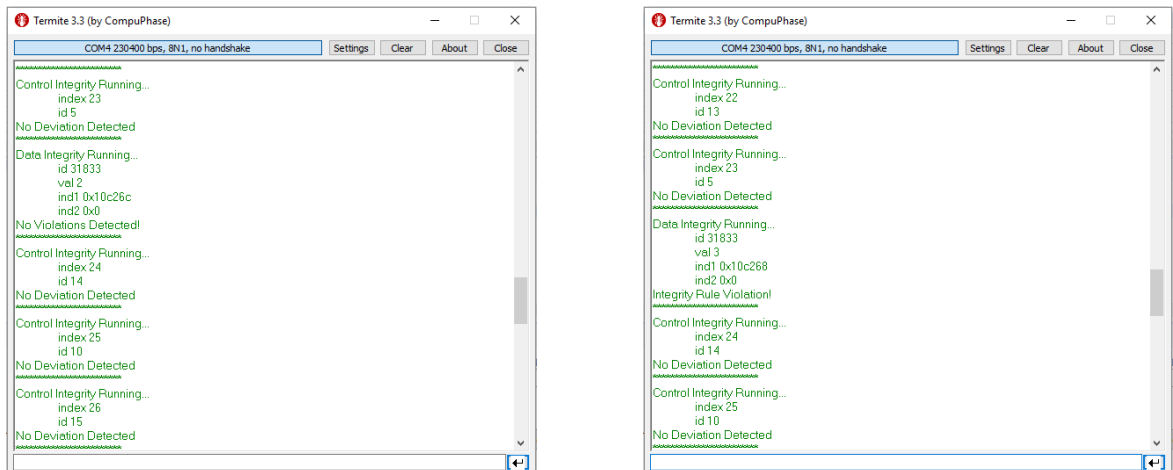 Termite 3.3 (by CompuPhase)
COM4 230400 bps, 8N1, no handshake Settings Clear About Close
************************
Control Integrity Running...
index 23
id 5
No Deviation Detected
************************
Data Integrity Running...
id 31833
val 2
ind1 0x10c26c
ind2 0x0
No Violations Detected!
************************
Control Integrity Running...
index 24
id 14
No Deviation Detected
************************
Control Integrity Running...
index 25
id 10
No Deviation Detected
************************
Control Integrity Running...
index 26
id 15
No Deviation Detected
************************
Termite 3.3 (by CompuPhase)
COM4 230400 bps, 8N1, no handshake Settings Clear About Close
************************
Control Integrity Running...
index 22
id 13
No Deviation Detected
************************
Control Integrity Running...
index 23
id 5
No Deviation Detected
************************
Data Integrity Running...
id 31833
val 3
ind1 0x10c268
ind2 0x0
Integrity Rule Violation!
************************
Control Integrity Running...
index 24
id 14
No Deviation Detected
************************
Control Integrity Running...
index 25
id 10
No Deviation Detected
************************